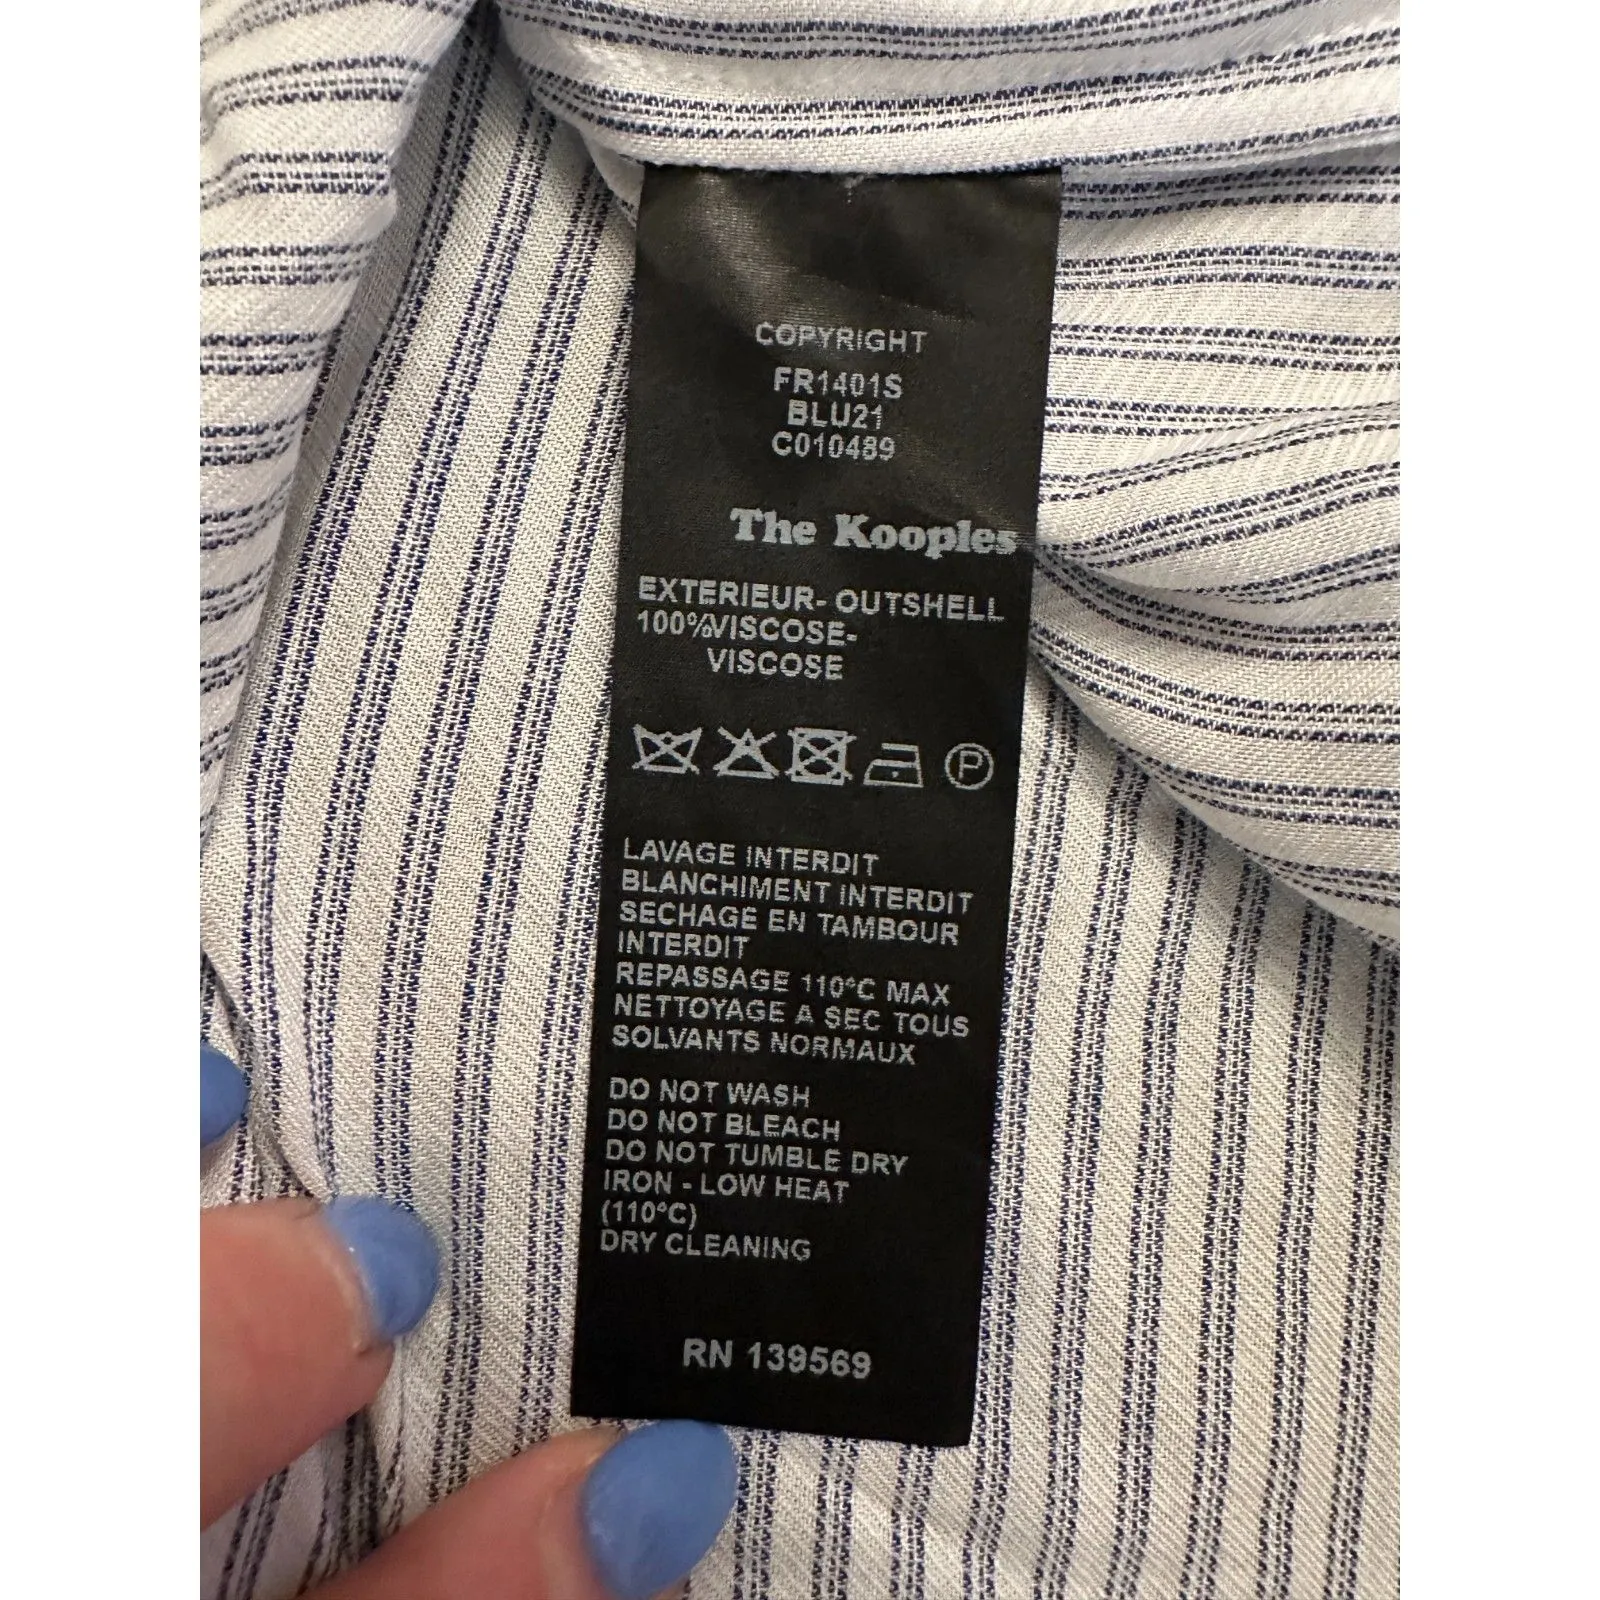 COPYRIGHT
FR1401S
BLU21
C010489
The Kooples
EXTERIEUR- OUTSHELL
100%VISCOSE-
VISCOSE
P
LAVAGE INTERDIT
BLANCHIMENT INTERDIT
SECHAGE EN TAMBOUR
INTERDIT
REPASSAGE 110°C MAX
NETTOYAGE A SEC TOUS
SOLVANTS NORMAUX
DO NOT WASH
DO NOT BLEACH
DO NOT TUMBLE DRY
IRON - LOW HEAT
(110°C)
DRY CLEANING
RN 139569